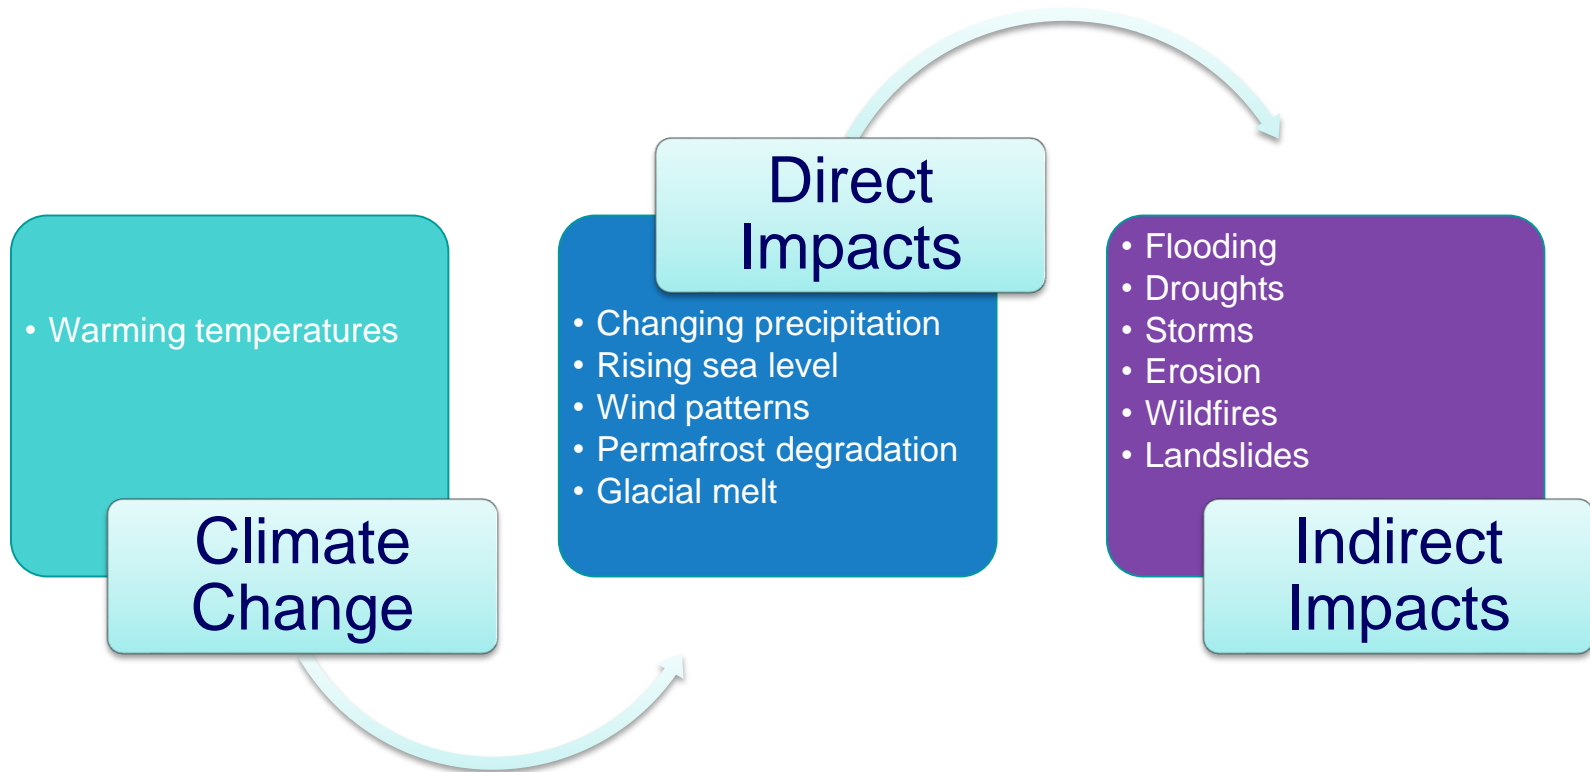 • Warming temperatures
Climate
Change
Direct
Impacts
• Changing precipitation
• Rising sea level
• Wind patterns
• Permafrost degradation
• Glacial melt
• Flooding
• Droughts
• Storms
• Erosion
• Wildfires
• Landslides
Indirect
Impacts